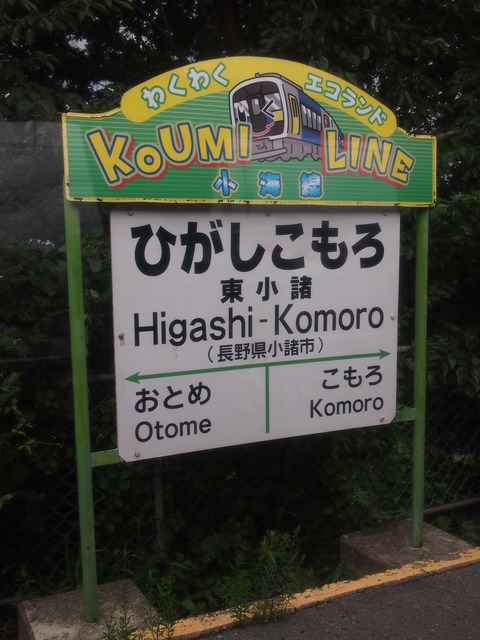 わくわく エコランド
KOUMI LINE
小海線
ひがしこもろ
東小諸
Higashi-Komoro
(長野県小諸市)
おとめ こもろ
Otome Komoro